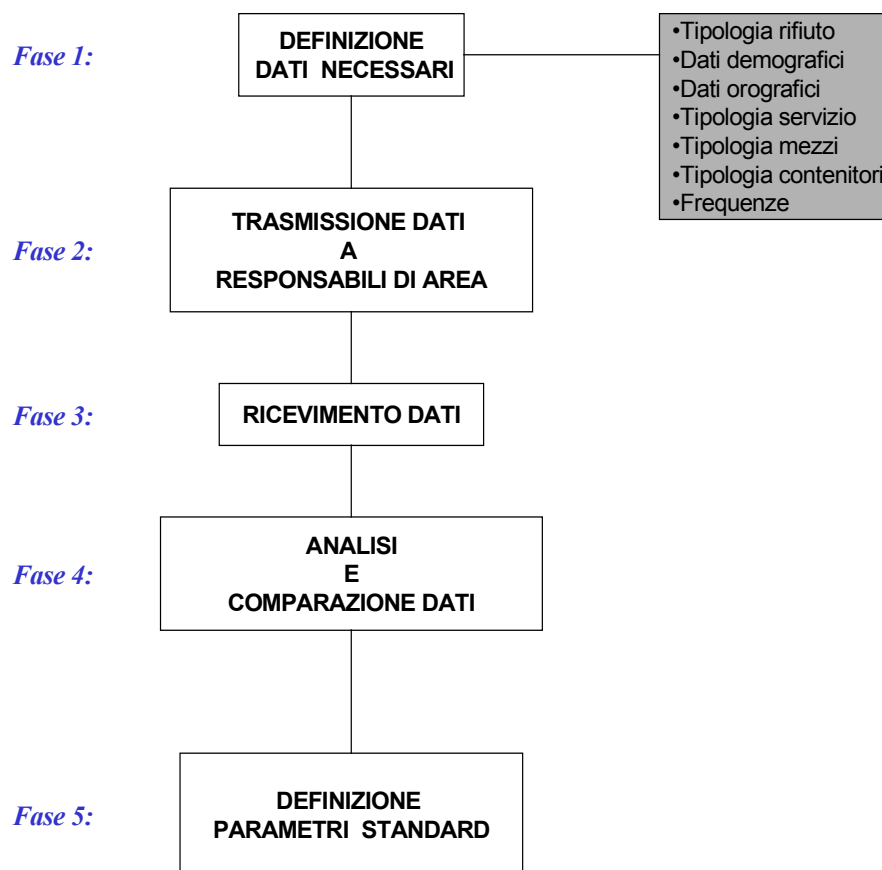 Fase 1:
DEFINIZIONE
DATI NECESSARI
•Tipologia rifiuto
•Dati demografici
•Dati orografici
•Tipologia servizio
•Tipologia mezzi
•Tipologia contenitori
•Frequenze
Fase 2:
TRASMISSIONE DATI
A
RESPONSABILI DI AREA
Fase 3:
RICEVIMENTO DATI
Fase 4:
ANALISI
E
COMPARAZIONE DATI
Fase 5:
DEFINIZIONE
PARAMETRI STANDARD